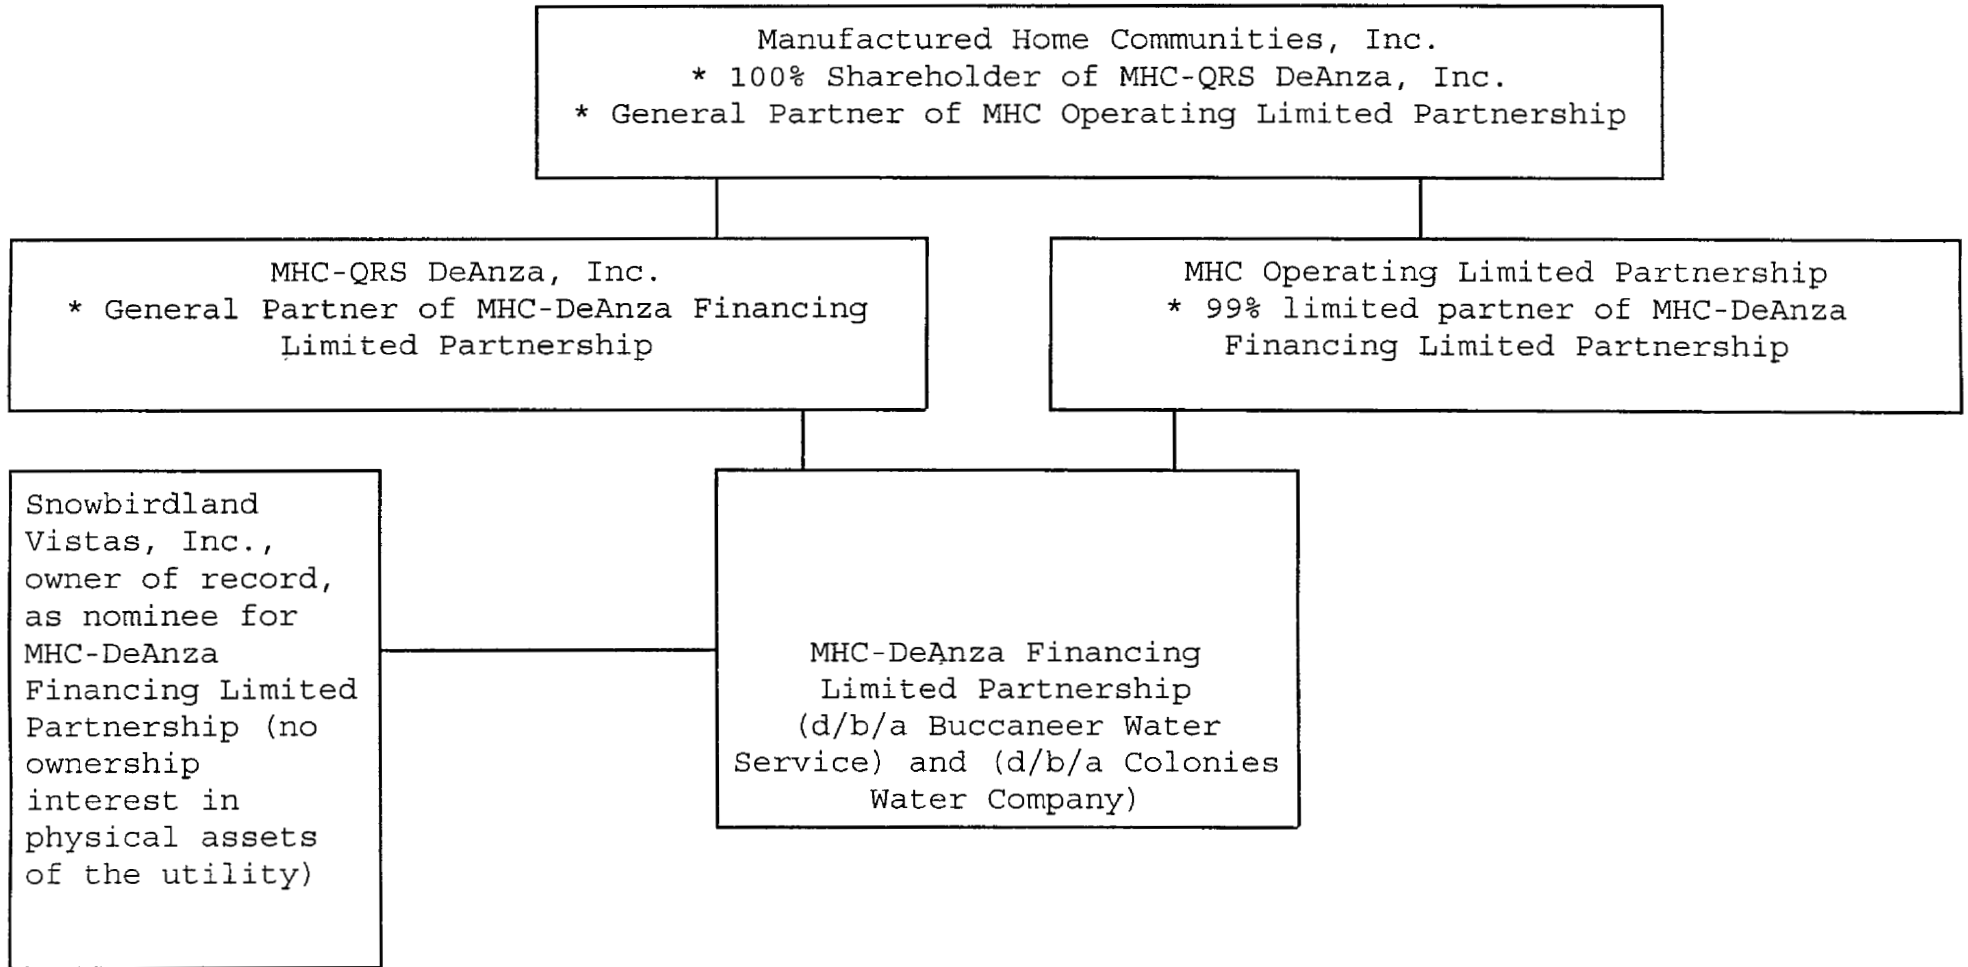 Manufactured Home Communities, Inc.
* 100% Shareholder of MHC-QRS DeAnza, Inc.
* General Partner of MHC Operating Limited Partnership
MHC-QRS DeAnza, Inc.
* General Partner of MHC-DeAnza Financing
Limited Partnership
MHC Operating Limited Partnership
* 99% limited partner of MHC-DeAnza
Financing Limited Partnership
Snowbirdland
Vistas, Inc.,
owner of record,
as nominee for
MHC-DeAnza
Financing Limited
Partnership (no
ownership
interest in
physical assets
of the utility)
MHC-DeAnza Financing
Limited Partnership
(d/b/a Buccaneer Water
Service) and (d/b/a Colonies
Water Company)